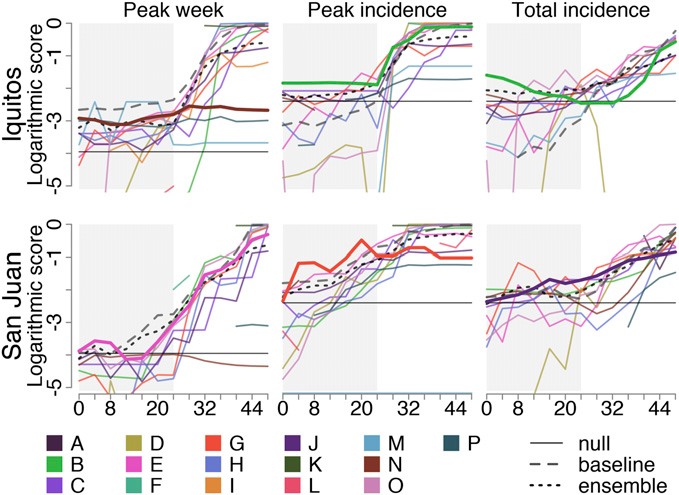 Peak week Peak incidence Total incidence
Iquitos
Logarithmic score
0
-1
-3
-5
San Juan
Logarithmic score
0
-1
-3
-5
0 8 20 32 44 0 8 20 32 44 0 8 20 32 44
A D G J M P null
B E H K N baseline
C F I L O ensemble